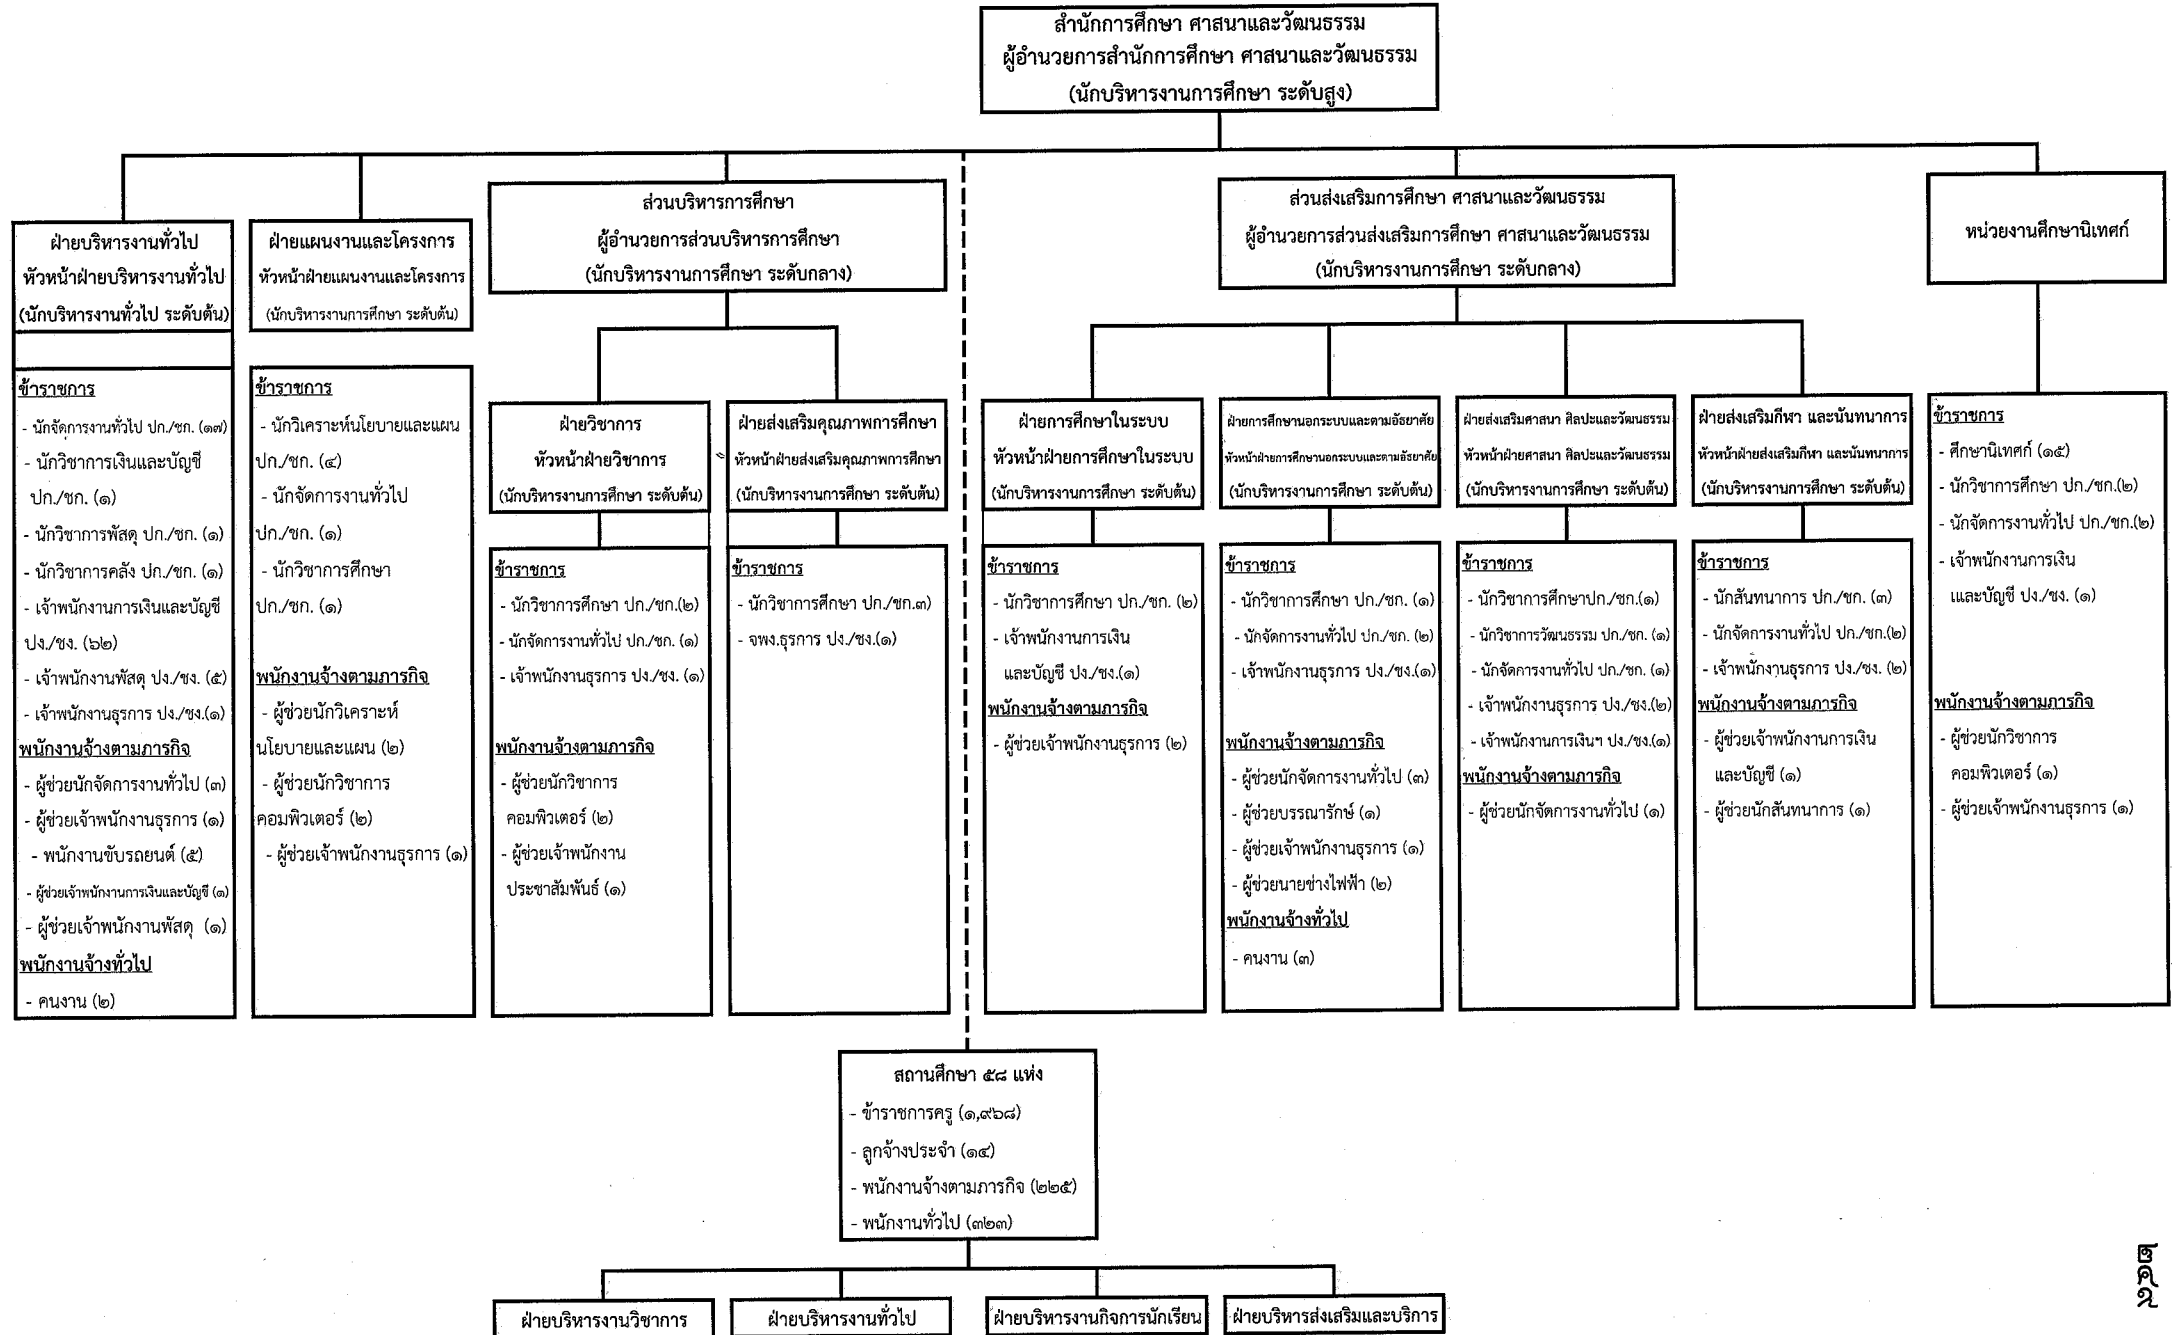 สำนักการศึกษา ศาสนาและวัฒนธรรม
ผู้อำนวยการสำนักการศึกษา ศาสนาและวัฒนธรรม
(นักบริหารงานการศึกษา ระดับสูง)
ฝ่ายบริหารงานทั่วไป
หัวหน้าฝ่ายบริหารงานทั่วไป
(นักบริหารงานทั่วไป ระดับต้น)
ข้าราชการ
- นักจัดการงานทั่วไป ปก./ชก. (๑๗)
- นักวิชาการเงินและบัญชี
ปก./ชก. (๑)
- นักวิชาการพัสดุ ปก./ชก. (๑)
- นักวิชาการคลัง ปก./ชก. (๑)
- เจ้าพนักงานการเงินและบัญชี
ปง./ชง. (๖๒)
- เจ้าพนักงานพัสดุ ปง./ชง. (๕)
- เจ้าพนักงานธุรการ ปง./ชง.(๑)
พนักงานจ้างตามภารกิจ
- ผู้ช่วยนักจัดการงานทั่วไป (๓)
- ผู้ช่วยเจ้าพนักงานธุรการ (๑)
- พนักงานขับรถยนต์ (๕)
- ผู้ช่วยเจ้าพนักงานการเงินและบัญชี (๑)
- ผู้ช่วยเจ้าพนักงานพัสดุ (๑)
พนักงานจ้างทั่วไป
- คนงาน (๒)
ฝ่ายแผนงานและโครงการ
หัวหน้าฝ่ายแผนงานและโครงการ
(นักบริหารงานการศึกษา ระดับต้น)
ข้าราชการ
- นักวิเคราะห์นโยบายและแผน
ปก./ชก. (๔)
- นักจัดการงานทั่วไป
ปก./ชก. (๑)
- นักวิชาการศึกษา
ปก./ชก. (๑)
พนักงานจ้างตามภารกิจ
- ผู้ช่วยนักวิเคราะห์
นโยบายและแผน (๒)
- ผู้ช่วยนักวิชาการ
คอมพิวเตอร์ (๒)
- ผู้ช่วยเจ้าพนักงานธุรการ (๑)
ส่วนบริหารการศึกษา
ผู้อำนวยการส่วนบริหารการศึกษา
(นักบริหารงานการศึกษา ระดับกลาง)
ฝ่ายวิชาการ
หัวหน้าฝ่ายวิชาการ
(นักบริหารงานการศึกษา ระดับต้น)
ข้าราชการ
- นักวิชาการศึกษา ปก./ชก.(๒)
- นักจัดการงานทั่วไป ปก./ชก. (๑)
- เจ้าพนักงานธุรการ ปง./ชง. (๑)
พนักงานจ้างตามภารกิจ
- ผู้ช่วยนักวิชาการ
คอมพิวเตอร์ (๒)
- ผู้ช่วยเจ้าพนักงาน
ประชาสัมพันธ์ (๑)
ฝ่ายส่งเสริมคุณภาพการศึกษา
หัวหน้าฝ่ายส่งเสริมคุณภาพการศึกษา
(นักบริหารงานการศึกษา ระดับต้น)
ข้าราชการ
- นักวิชาการศึกษา ปก./ชก.๓)
- จพง.ธุรการ ปง./ชง.(๑)
ส่วนส่งเสริมการศึกษา ศาสนาและวัฒนธรรม
ผู้อำนวยการส่วนส่งเสริมการศึกษา ศาสนาและวัฒนธรรม
(นักบริหารงานการศึกษา ระดับกลาง)
ฝ่ายการศึกษาในระบบ
หัวหน้าฝ่ายการศึกษาในระบบ
(นักบริหารงานการศึกษา ระดับต้น)
ข้าราชการ
- นักวิชาการศึกษา ปก./ชก. (๒)
- เจ้าพนักงานการเงิน
และบัญชี ปง./ชง.(๑)
พนักงานจ้างตามภารกิจ
- ผู้ช่วยเจ้าพนักงานธุรการ (๒)
ฝ่ายการศึกษานอกระบบและตามอัธยาศัย
หัวหน้าฝ่ายการศึกษานอกระบบและตามอัธยาศัย
(นักบริหารงานการศึกษา ระดับต้น)
ข้าราชการ
- นักวิชาการศึกษา ปก./ชก. (๑)
- นักจัดการงานทั่วไป ปก./ชก. (๒)
- เจ้าพนักงานธุรการ ปง./ชง.(๑)
พนักงานจ้างตามภารกิจ
- ผู้ช่วยนักจัดการงานทั่วไป (๓)
- ผู้ช่วยบรรณารักษ์ (๑)
- ผู้ช่วยเจ้าพนักงานธุรการ (๑)
- ผู้ช่วยนายช่างไฟฟ้า (๒)
พนักงานจ้างทั่วไป
- คนงาน (๓)
ฝ่ายส่งเสริมศาสนา ศิลปะและวัฒนธรรม
หัวหน้าฝ่ายศาสนา ศิลปะและวัฒนธรรม
(นักบริหารงานการศึกษา ระดับต้น)
ข้าราชการ
- นักวิชาการศึกษาปก./ชก.(๑)
- นักวิชาการวัฒนธรรม ปก./ชก. (๑)
- นักจัดการงานทั่วไป ปก./ชก. (๑)
- เจ้าพนักงานธุรการ ปง./ชง.(๒)
- เจ้าพนักงานการเงินฯ ปง./ชง.(๑)
พนักงานจ้างตามภารกิจ
- ผู้ช่วยนักจัดการงานทั่วไป (๑)
ฝ่ายส่งเสริมกีฬา และนันทนาการ
หัวหน้าฝ่ายส่งเสริมกีฬา และนันทนาการ
(นักบริหารงานการศึกษา ระดับต้น)
ข้าราชการ
- นักสันทนาการ ปก./ชก. (๓)
- นักจัดการงานทั่วไป ปก./ชก.(๒)
- เจ้าพนักงานธุรการ ปง./ชง. (๒)
พนักงานจ้างตามภารกิจ
- ผู้ช่วยเจ้าพนักงานการเงิน
และบัญชี (๑)
- ผู้ช่วยนักสันทนาการ (๑)
หน่วยงานศึกษานิเทศก์
ข้าราชการ
- ศึกษานิเทศก์ (๑๕)
- นักวิชาการศึกษา ปก./ชก.(๒)
- นักจัดการงานทั่วไป ปก./ชก.(๒)
- เจ้าพนักงานการเงิน
และบัญชี ปง./ชง. (๑)
พนักงานจ้างตามภารกิจ
- ผู้ช่วยนักวิชาการ
คอมพิวเตอร์ (๑)
- ผู้ช่วยเจ้าพนักงานธุรการ (๑)
สถานศึกษา ๕๘ แห่ง
- ข้าราชการครู (๑,๙๖๘)
- ลูกจ้างประจำ (๑๔)
- พนักงานจ้างตามภารกิจ (๒๒๕)
- พนักงานทั่วไป (๓๒๓)
ฝ่ายบริหารงานวิชาการ
ฝ่ายบริหารงานทั่วไป
ฝ่ายบริหารงานกิจการนักเรียน
ฝ่ายบริหารส่งเสริมและบริการ